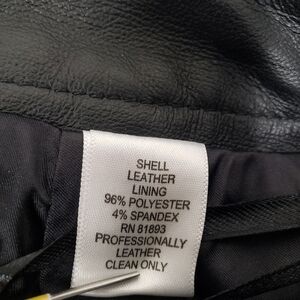 SHELL
LEATHER
LINING
96% POLYESTER
4% SPANDEX
RN 81893
PROFESSIONALLY
LEATHER
CLEAN ONLY